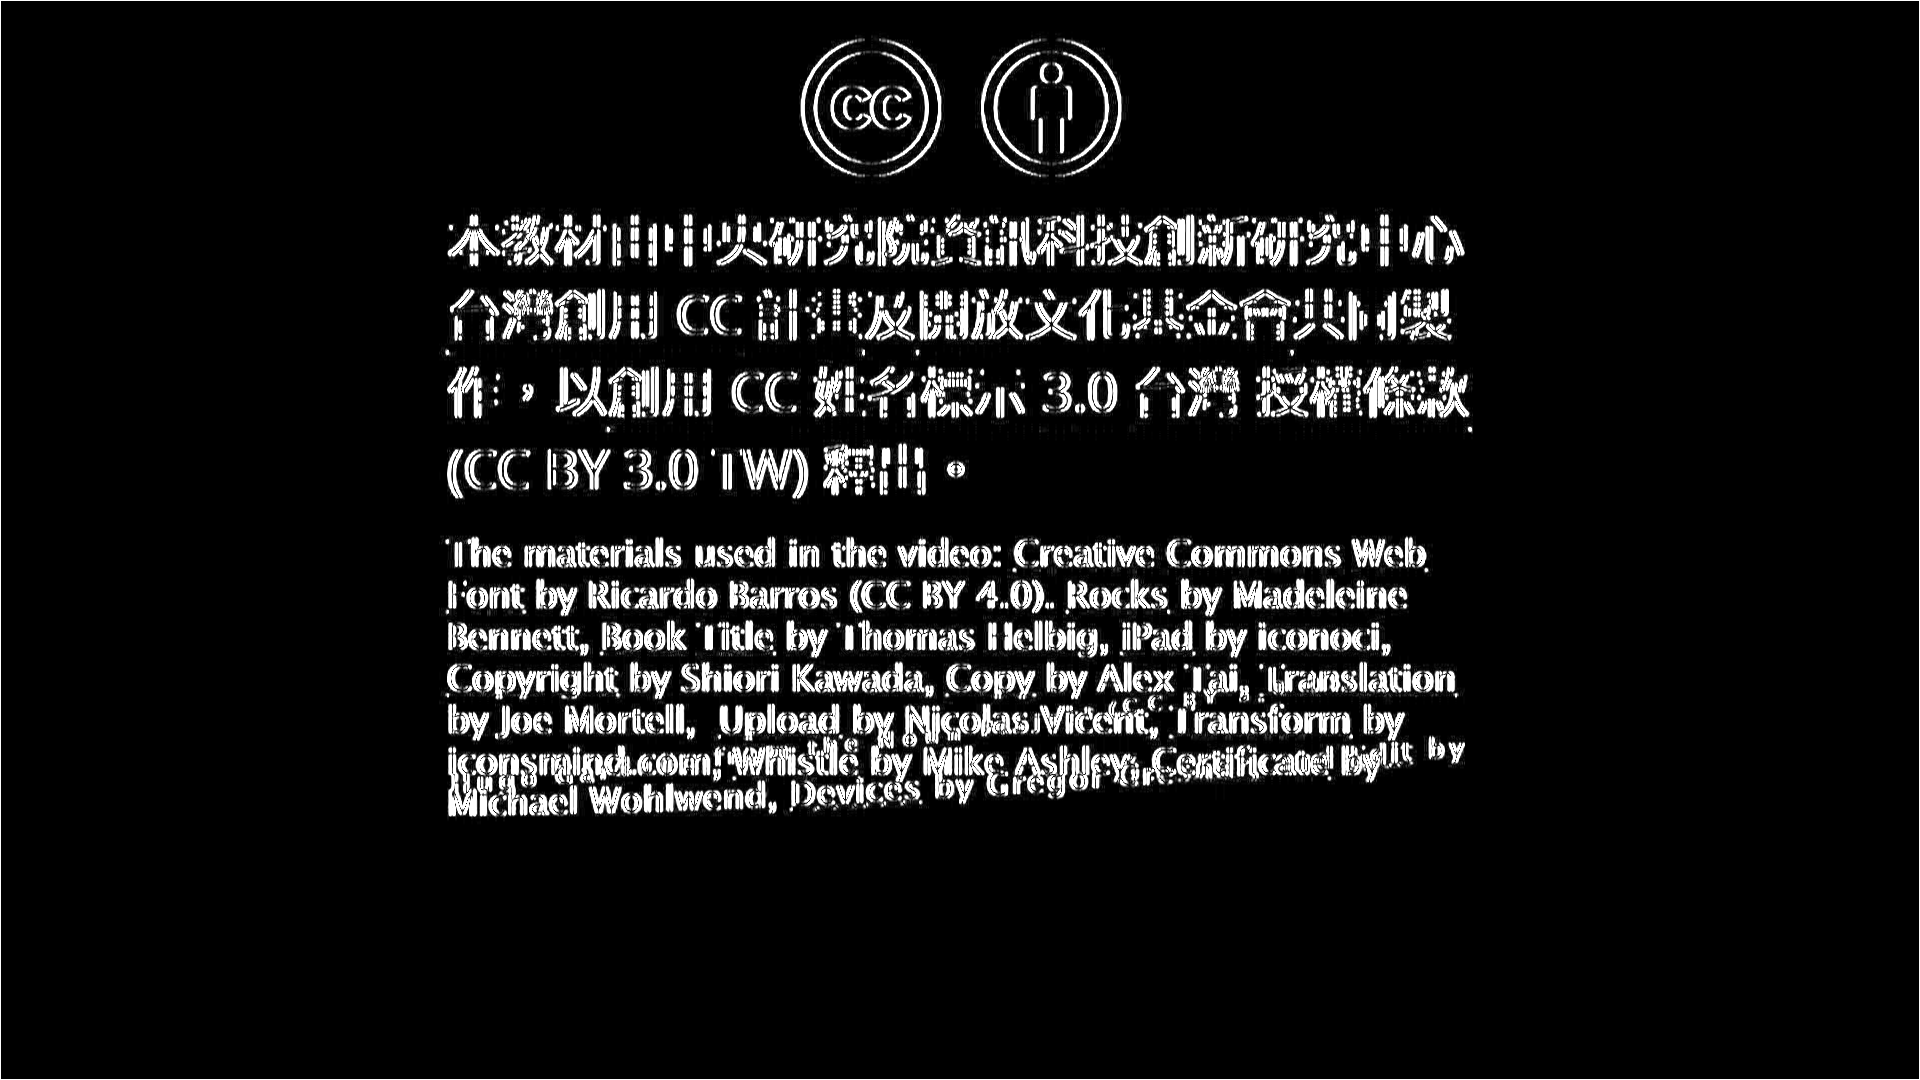 CC
本教材由中央研究院資訊科技創新研究中心
台灣創用 CC 計畫及開放文化基金會共同製
作，以創用 CC 姓名標示 3.0 台灣 授權條款
(CC BY 3.0 TW) 釋出。
The materials used in the video: Creative Commons Web
Font by Ricardo Barros (CC BY 4.0). Rocks by Madeleine
Bennett, Book Title by Thomas Helbig, iPad by iconoci,
Copyright by Shiori Kawada, Copy by Alex Tai, Translation
by Joe Mortell, Upload by Nicolas Vicent, Transform by
iconsmind.com, Whistle by Mike Ashley, Certificate by
Michael Wohlwend, Devices by Gregor